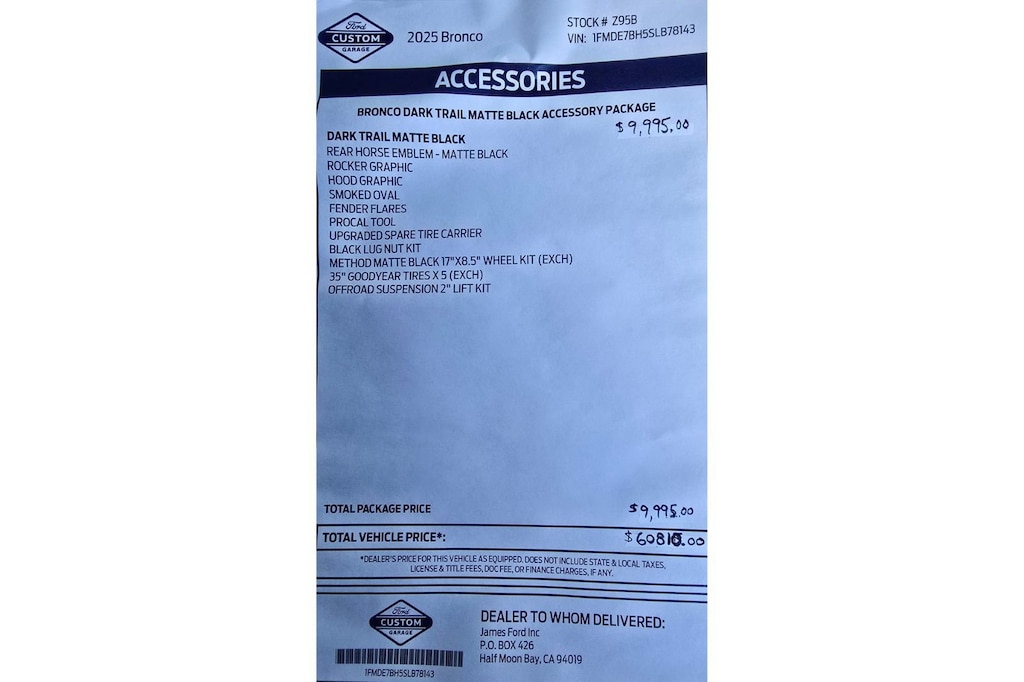 Ford
CUSTOM
GARAGE
2025 Bronco
STOCK # Z95B
VIN: 1FMDE7BH5SLB78143
ACCESSORIES
BRONCO DARK TRAIL MATTE BLACK ACCESSORY PACKAGE
$9,995.00
DARK TRAIL MATTE BLACK
REAR HORSE EMBLEM - MATTE BLACK
ROCKER GRAPHIC
HOOD GRAPHIC
SMOKED OVAL
FENDER FLARES
PROCAL TOOL
UPGRADED SPARE TIRE CARRIER
BLACK LUG NUT KIT
METHOD MATTE BLACK 17"X8.5" WHEEL KIT (EXCH)
35" GOODYEAR TIRES X 5 (EXCH)
OFFROAD SUSPENSION 2" LIFT KIT
TOTAL PACKAGE PRICE $9,995.00
TOTAL VEHICLE PRICE*: $60810.00
*DEALER'S PRICE FOR THIS VEHICLE AS EQUIPPED. DOES NOT INCLUDE STATE & LOCAL TAXES,
LICENSE & TITLE FEES, DOC FEE, OR FINANCE CHARGES, IF ANY.
Ford
CUSTOM
GARAGE
1FMDE7BH5SLB78143
DEALER TO WHOM DELIVERED:
James Ford Inc
P.O. BOX 426
Half Moon Bay, CA 94019